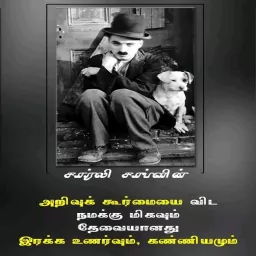 சார்லி சாப்ளின்
அறிவுக் கூர்மையை விட
நமக்கு மிகவும்
தேவையானது
இரக்க உணர்வும், கண்ணியமும்